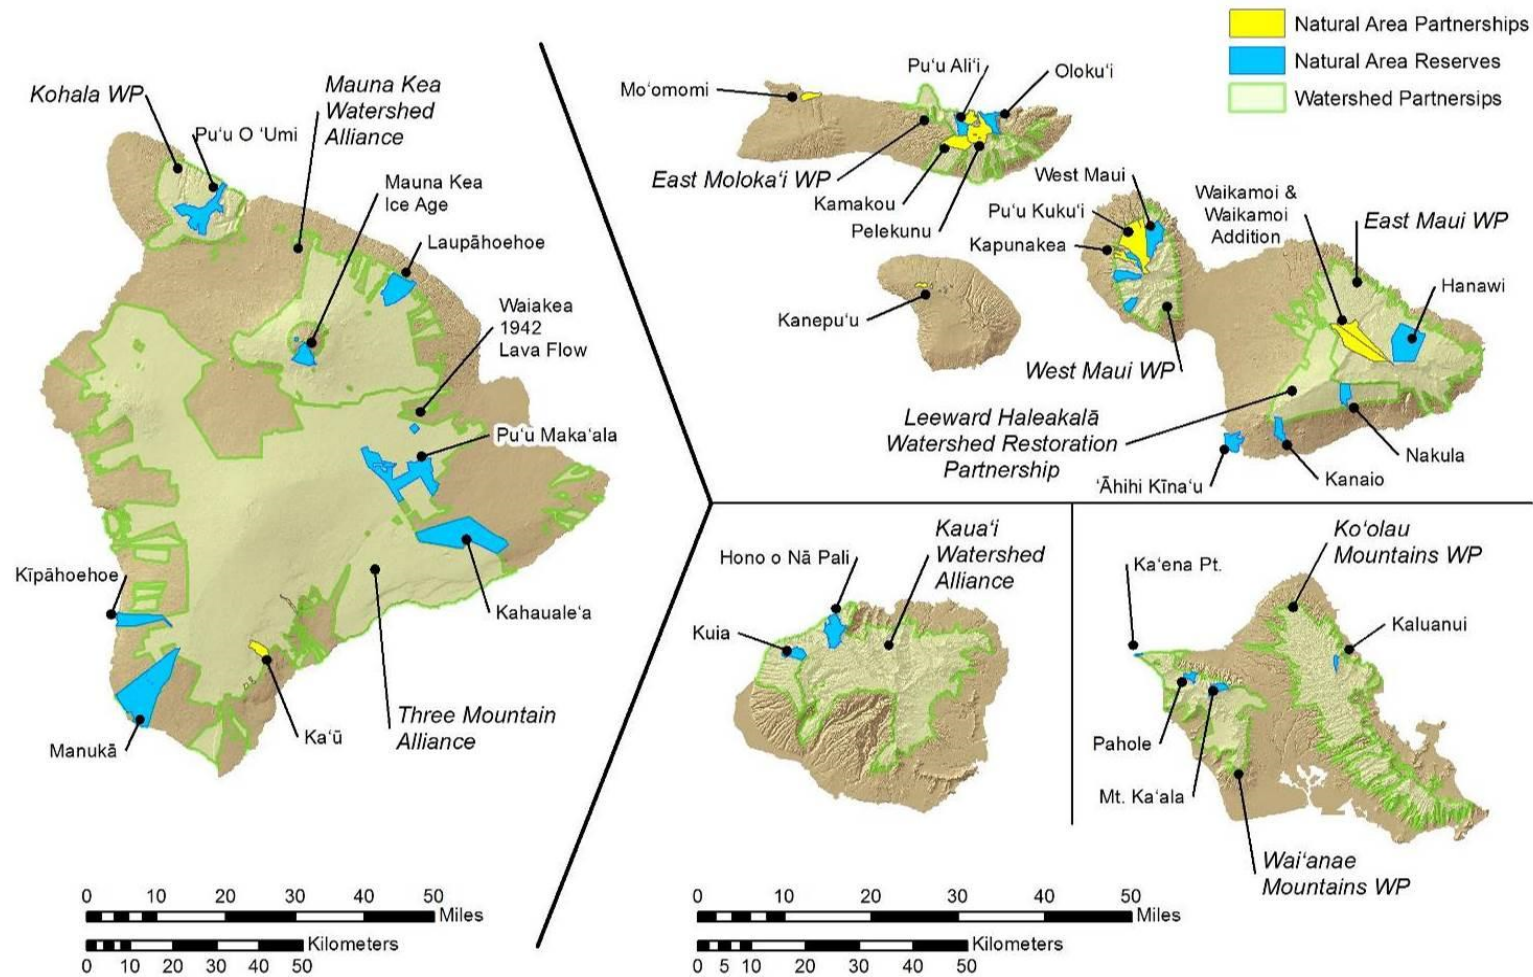 Natural Area Partnerships
Natural Area Reserves
Watershed Partnersips
Kohala WP
Mauna Kea
Watershed
Alliance
Pu‘u O ‘Umi
Mauna Kea
Ice Age
Laupāhoehoe
Waiakea
1942
Lava Flow
Pu‘u Maka‘ala
Kīpāhoehoe
Kahauale‘a
Three Mountain
Alliance
Ka‘ū
Manukā
0 10 20 30 40 50
Miles
Kilometers
0 10 20 30 40 50
Mo‘omomi
Pu‘u Ali‘i
Oloku‘i
East Moloka‘i WP
Kamakou
Pelekunu
West Maui
Pu‘u Kuku‘i
Kapunakea
Kanepu‘u
West Maui WP
Waikamoi &
Waikamoi
Addition
East Maui WP
Hanawi
Leeward Haleakalā
Watershed Restoration
Partnership
‘Āhihi Kīna‘u
Kanaio
Nakula
Hono o Nā Pali
Kaua‘i
Watershed
Alliance
Kuia
Ko‘olau
Mountains WP
Ka‘ena Pt.
Kaluanui
Pahole
Mt. Ka‘ala
Wai‘anae
Mountains WP
0 10 20 30 40 50
Miles
Kilometers
0 5 10 20 30 40 50